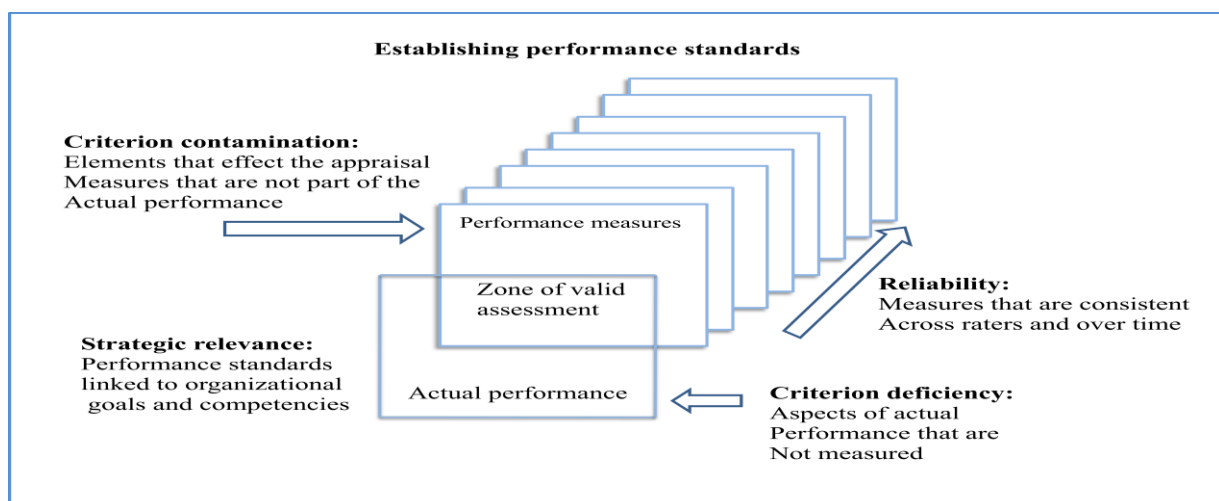 Establishing performance standards
Criterion contamination:
Elements that effect the appraisal
Measures that are not part of the
Actual performance
Performance measures
Zone of valid
assessment
Reliability:
Measures that are consistent
Across raters and over time
Strategic relevance:
Performance standards
linked to organizational
goals and competencies
Actual performance
Criterion deficiency:
Aspects of actual
Performance that are
Not measured